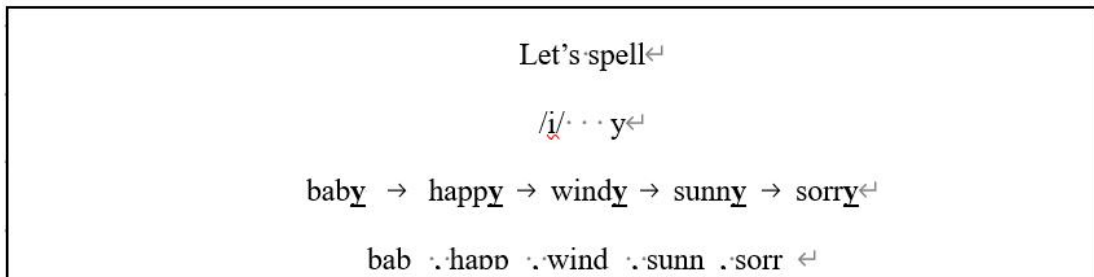 Let's spell
/i/ y
baby → happy → windy → sunny → sorry
bab . happ . wind . sunn . sorr